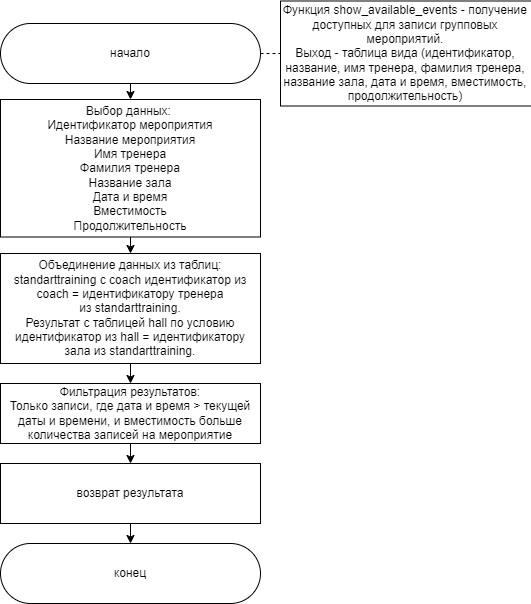 начало
Функция show_available_events - получение
доступных для записи групповых
мероприятий.
Выход - таблица вида (идентификатор,
название, имя тренера, фамилия тренера,
название зала, дата и время, вместимость,
продолжительность)
Выбор данных:
Идентификатор мероприятия
Название мероприятия
Имя тренера
Фамилия тренера
Название зала
Дата и время
Вместимость
Продолжительность
Объединение данных из таблиц:
standarttraining с coach идентификатор из
coach = идентификатору тренера
из standarttraining.
Результат с таблицей hall по условию
идентификатор из hall = идентификатору
зала из standarttraining.
Фильтрация результатов:
Только записи, где дата и время > текущей
даты и времени, и вместимость больше
количества записей на мероприятие
возврат результата
конец